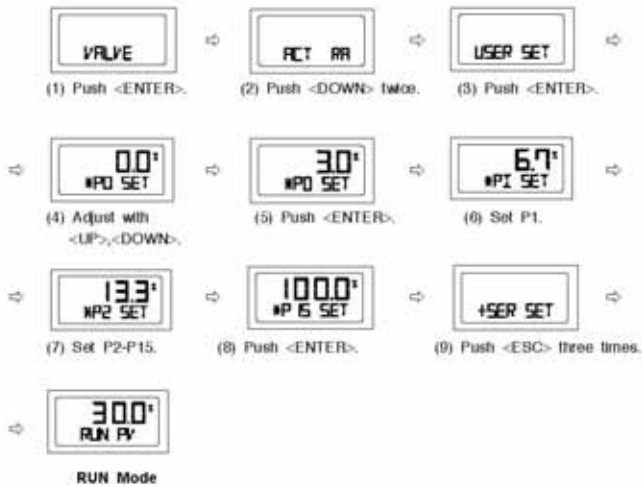 VALVE
ACT RA
USER SET
(1) Push <ENTER>.
(2) Push <DOWN> twice.
(3) Push <ENTER>.
0.0%
*P0 SET
3.0%
*P0 SET
6.7%
*P1 SET
(4) Adjust with
<UP>,<DOWN>.
(5) Push <ENTER>.
(6) Set P1.
13.3%
*P2 SET
100.0%
*P15 SET
+SER SET
(7) Set P2-P15.
(8) Push <ENTER>.
(9) Push <ESC> three times.
30.0%
RUN PV
RUN Mode